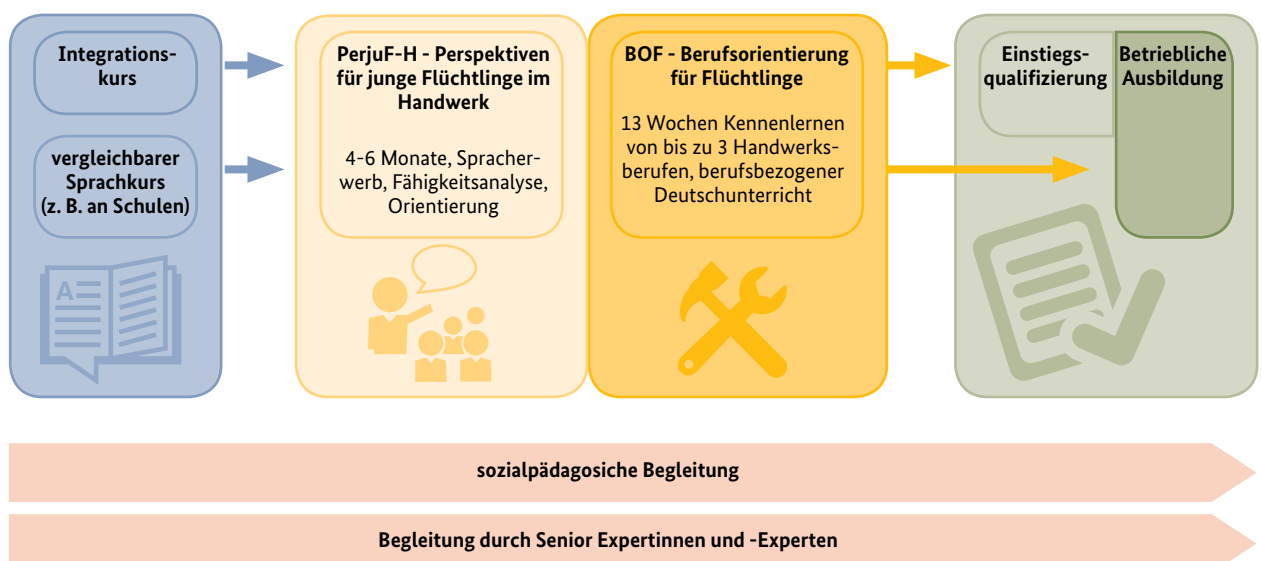 Integrations-
kurs
vergleichbarer
Sprachkurs
(z. B. an Schulen)
A
PerjuF-H - Perspektiven
für junge Flüchtlinge im
Handwerk
4-6 Monate, Spracher-
werb, Fähigkeitsanalyse,
Orientierung
BOF - Berufsorientierung
für Flüchtlinge
13 Wochen Kennenlernen
von bis zu 3 Handwerks-
berufen, berufsbezogener
Deutschunterricht
Einstiegs-
qualifizierung
Betriebliche
Ausbildung
sozialpädagosiche Begleitung
Begleitung durch Senior Expertinnen und -Experten